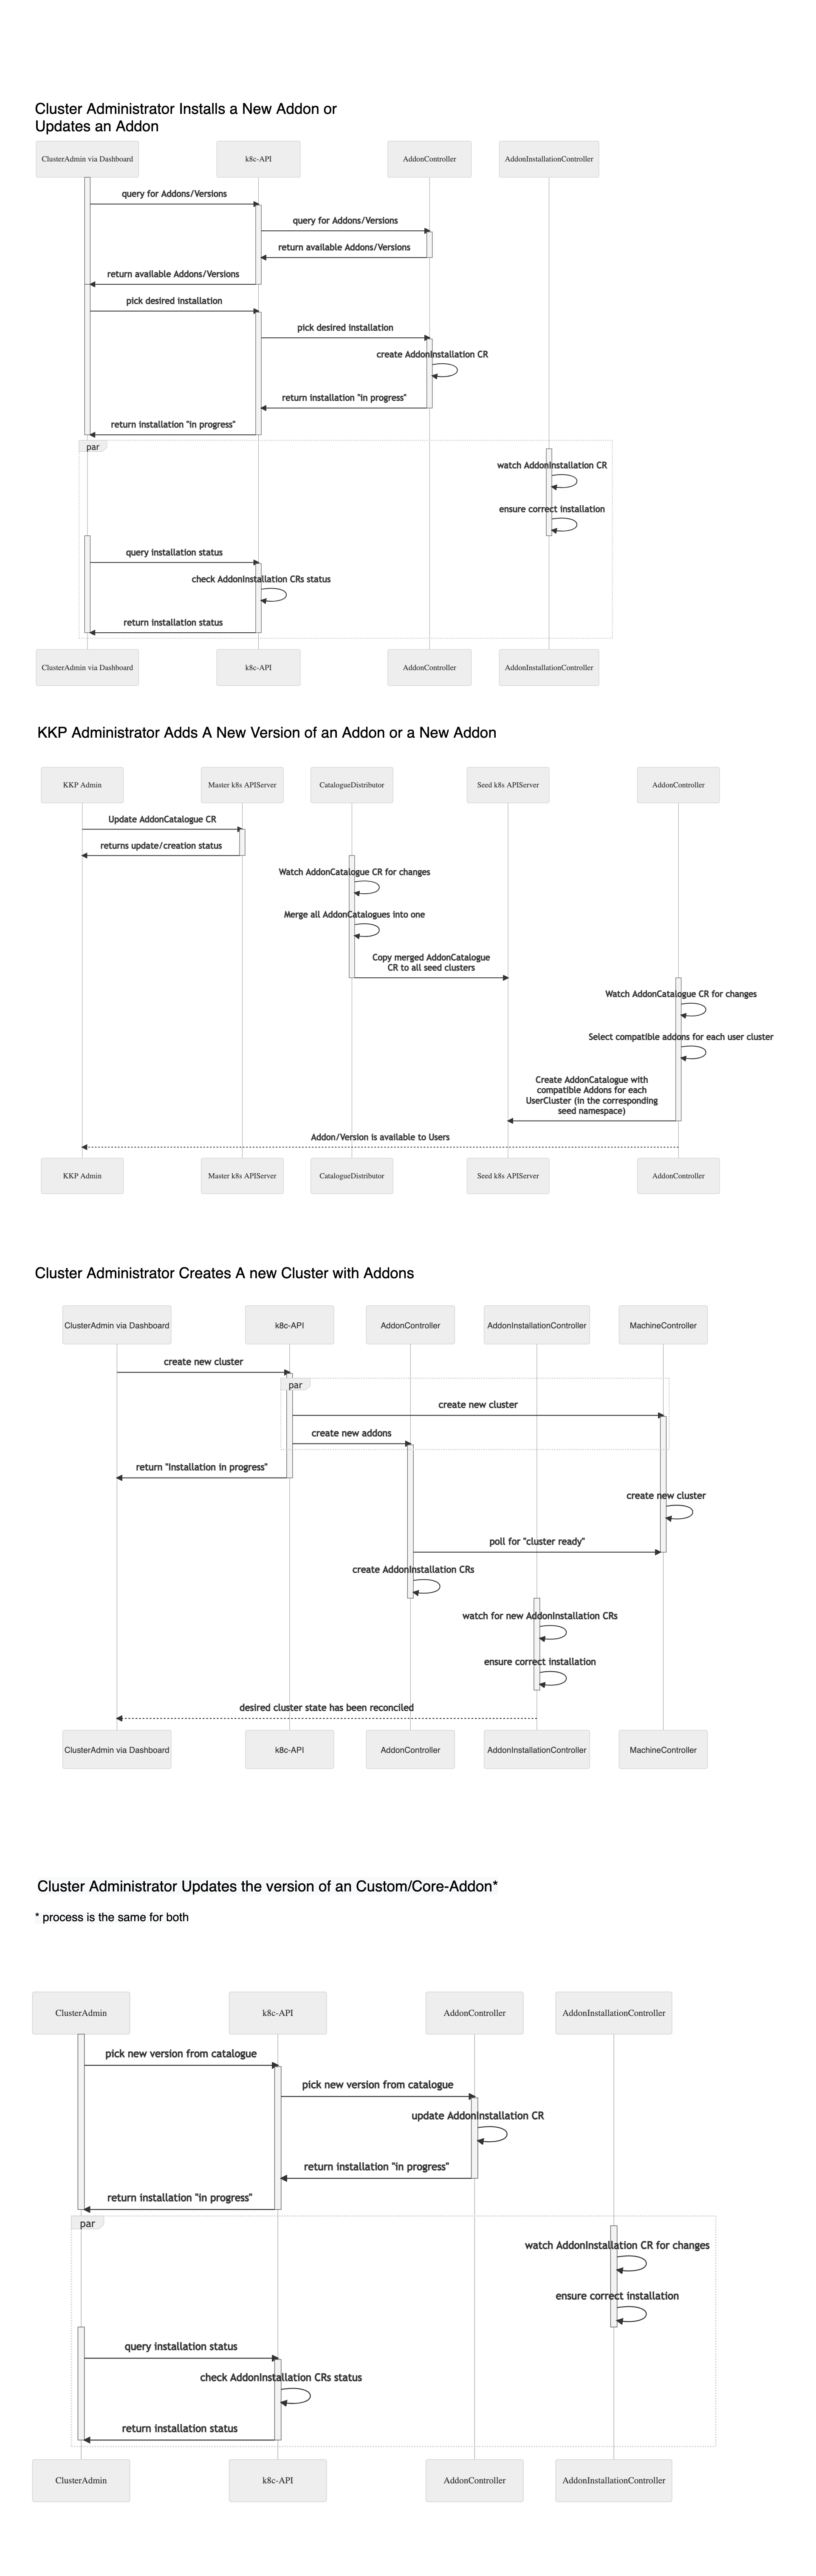 Cluster Administrator Installs a New Addon or
Updates an Addon
ClusterAdmin via Dashboard
k8c-API
AddonController
AddonInstallationController
query for Addons/Versions
query for Addons/Versions
return available Addons/Versions
return available Addons/Versions
pick desired installation
pick desired installation
create AddonInstallation CR
return installation "in progress"
return installation "in progress"
par
watch AddonInstallation CR
ensure correct installation
query installation status
check AddonInstallation CRs status
return installation status
ClusterAdmin via Dashboard
k8c-API
AddonController
AddonInstallationController
KKP Administrator Adds A New Version of an Addon or a New Addon
KKP Admin
Master k8s APIServer
CatalogueDistributor
Seed k8s APIServer
AddonController
Update AddonCatalogue CR
returns update/creation status
Watch AddonCatalogue CR for changes
Merge all AddonCatalogues into one
Copy merged AddonCatalogue
CR to all seed clusters
Watch AddonCatalogue CR for changes
Select compatible addons for each user cluster
Create AddonCatalogue with
compatible Addons for each
UserCluster (in the corresponding
seed namespace)
Addon/Version is available to Users
KKP Admin
Master k8s APIServer
CatalogueDistributor
Seed k8s APIServer
AddonController
Cluster Administrator Creates A new Cluster with Addons
ClusterAdmin via Dashboard
k8c-API
AddonController
AddonInstallationController
MachineController
create new cluster
par
create new cluster
create new addons
return "Installation in progress"
create new cluster
poll for "cluster ready"
create AddonInstallation CRs
watch for new AddonInstallation CRs
ensure correct installation
desired cluster state has been reconciled
ClusterAdmin via Dashboard
k8c-API
AddonController
AddonInstallationController
MachineController
Cluster Administrator Updates the version of an Custom/Core-Addon*
* process is the same for both
ClusterAdmin
k8c-API
AddonController
AddonInstallationController
pick new version from catalogue
pick new version from catalogue
update AddonInstallation CR
return installation "in progress"
return installation "in progress"
par
watch AddonInstallation CR for changes
ensure correct installation
query installation status
check AddonInstallation CRs status
return installation status
ClusterAdmin
k8c-API
AddonController
AddonInstallationController